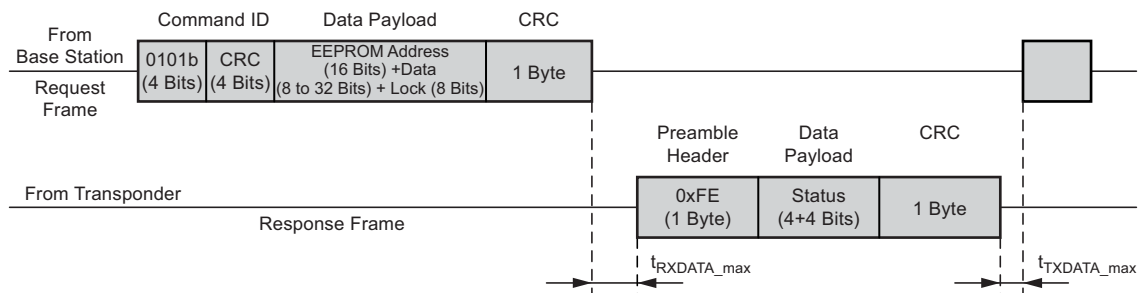 Command ID
Data Payload
CRC
From
Base Station
Request
Frame
0101b
(4 Bits)
CRC
(4 Bits)
EEPROM Address
(16 Bits) +Data
(8 to 32 Bits) + Lock (8 Bits)
1 Byte
Preamble
Header
Data
Payload
CRC
From Transponder
Response Frame
0xFE
(1 Byte)
Status
(4+4 Bits)
1 Byte
tRXDATA_max
tTXDATA_max